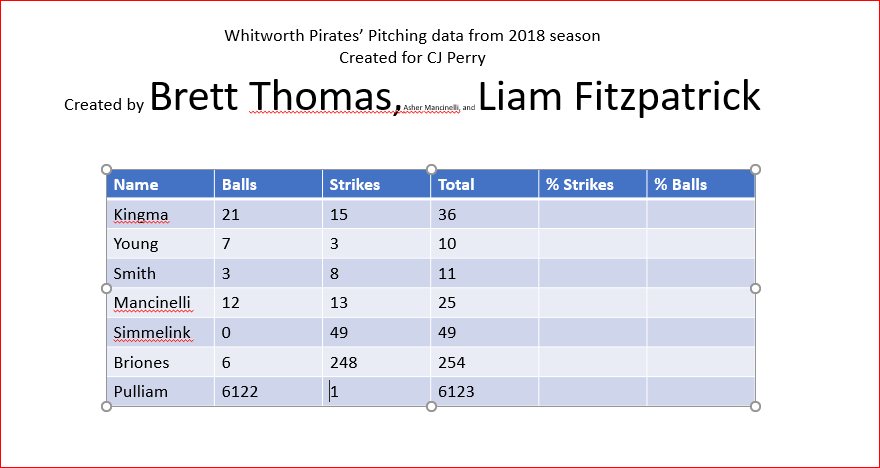 Whitworth Pirates’ Pitching data from 2018 season
Created for CJ Perry
Created by Brett Thomas, Asher Mancinelli, and Liam Fitzpatrick
Name Balls Strikes Total % Strikes % Balls
Kingma 21 15 36
Young 7 3 10
Smith 3 8 11
Mancinelli 12 13 25
Simmelink 0 49 49
Briones 6 248 254
Pulliam 6122 1 6123